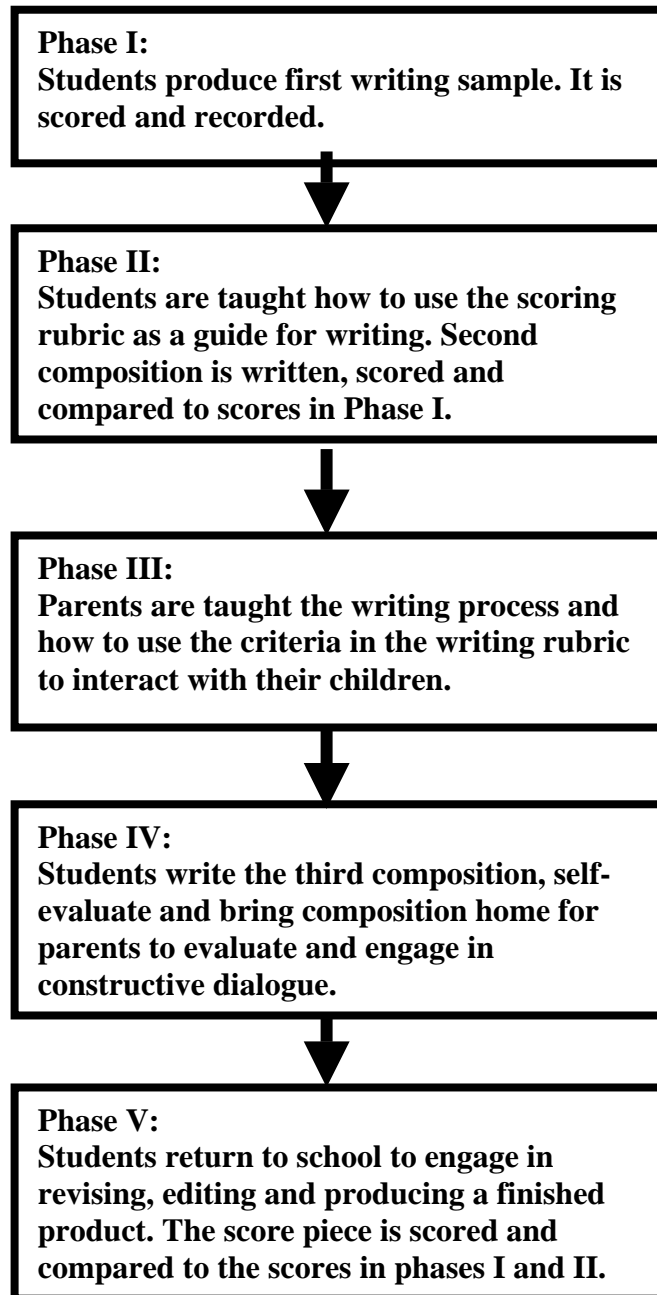 Phase I:
Students produce first writing sample. It is
scored and recorded.
Phase II:
Students are taught how to use the scoring
rubric as a guide for writing. Second
composition is written, scored and
compared to scores in Phase I.
Phase III:
Parents are taught the writing process and
how to use the criteria in the writing rubric
to interact with their children.
Phase IV:
Students write the third composition, self-
evaluate and bring composition home for
parents to evaluate and engage in
constructive dialogue.
Phase V:
Students return to school to engage in
revising, editing and producing a finished
product. The score piece is scored and
compared to the scores in phases I and II.